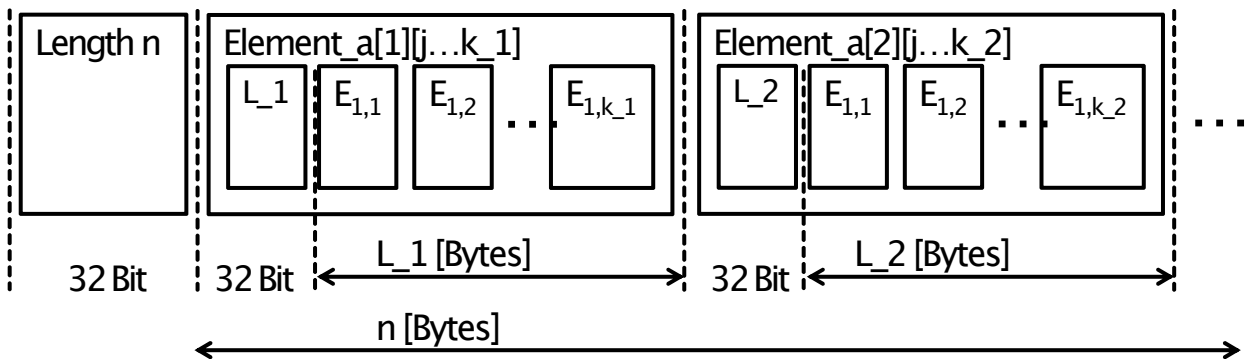 Length n
Element_a[1][j…k_1]
L_1
E1,1
E1,2
…
E1,k_1
Element_a[2][j…k_2]
L_2
E1,1
E1,2
…
E1,k_2
…
32 Bit
32 Bit
L_1 [Bytes]
32 Bit
L_2 [Bytes]
n [Bytes]